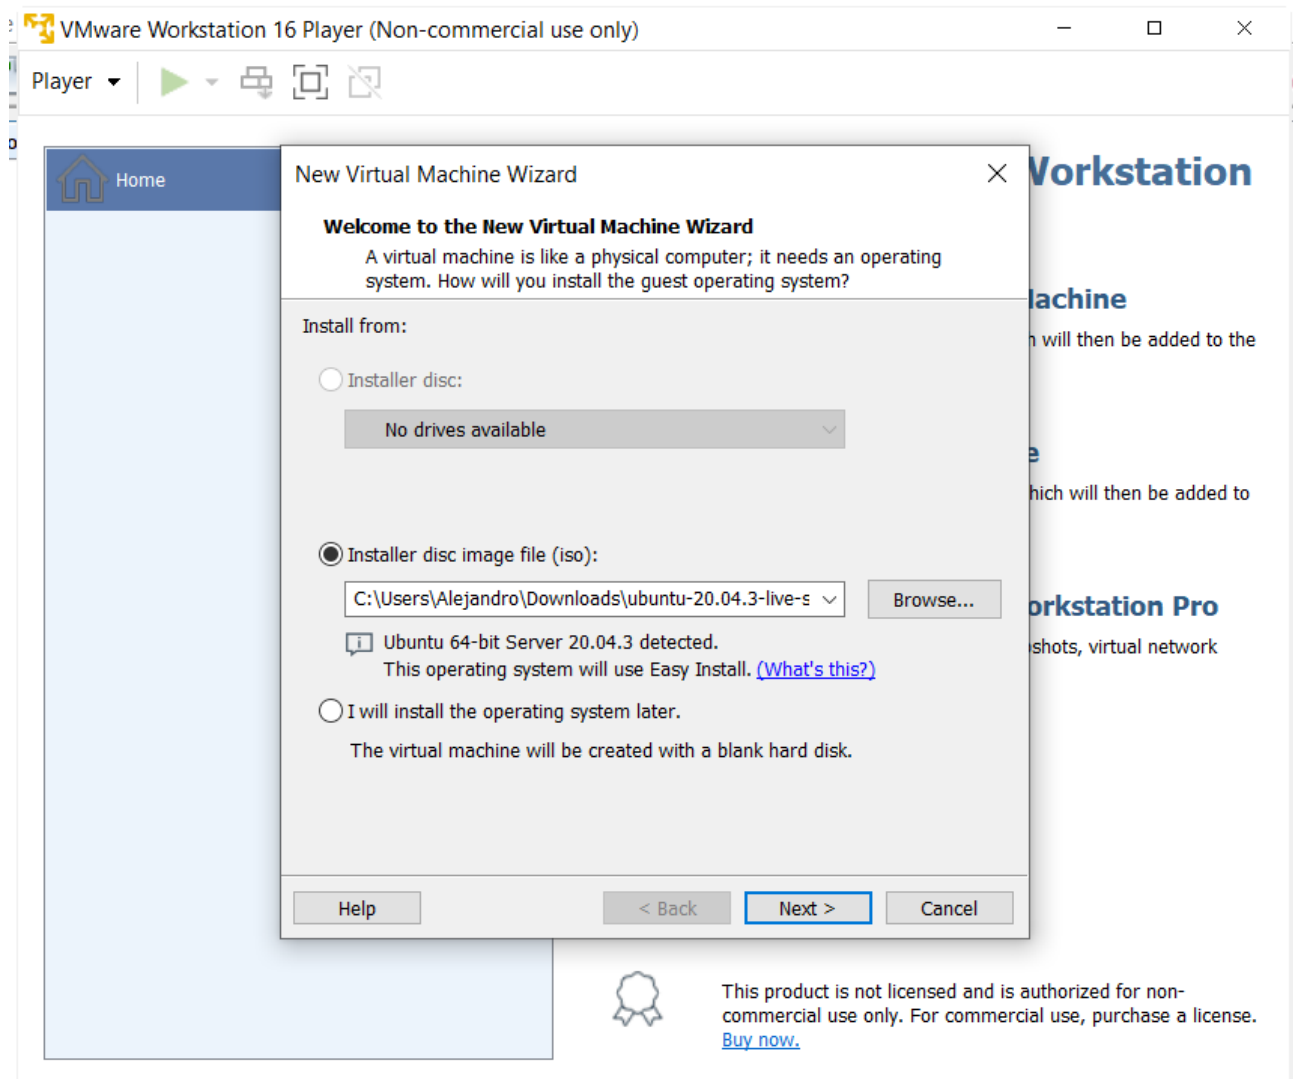 VMware Workstation 16 Player (Non-commercial use only)
Player
Home
New Virtual Machine Wizard
Welcome to the New Virtual Machine Wizard
A virtual machine is like a physical computer; it needs an operating
system. How will you install the guest operating system?
Install from:
Installer disc:
No drives available
Installer disc image file (iso):
C:\Users\Alejandro\Downloads\ubuntu-20.04.3-live-s
Browse...
Ubuntu 64-bit Server 20.04.3 detected.
This operating system will use Easy Install. (What's this?)
I will install the operating system later.
The virtual machine will be created with a blank hard disk.
Help
< Back
Next >
Cancel
will then be added to the
will then be added to
Pro
virtual network
This product is not licensed and is authorized for non-
commercial use only. For commercial use, purchase a license.
Buy now.